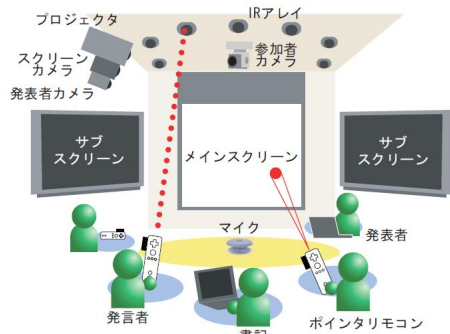 プロジェクタ
IRアレイ
スクリーン
カメラ
参加者
カメラ
発表者カメラ
サブ
スクリーン
メインスクリーン
サブ
スクリーン
マイク
発表者
発言者
書記
ポインタリモコン